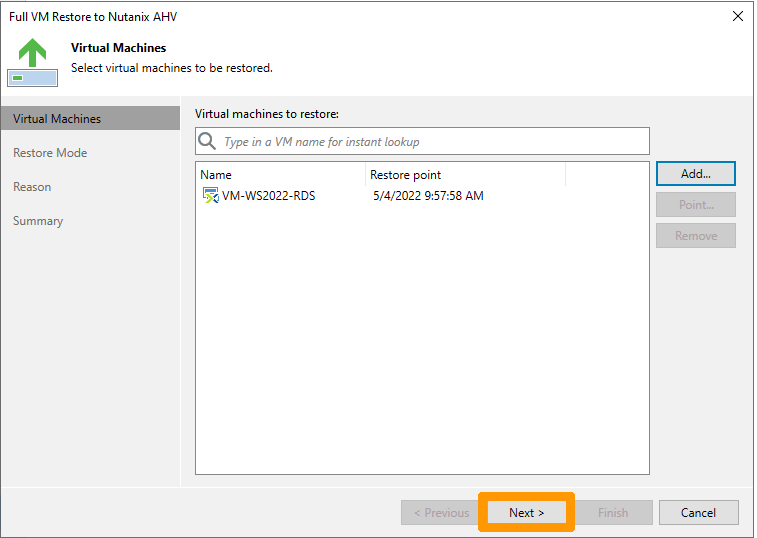 Full VM Restore to Nutanix AHV
Virtual Machines
Select virtual machines to be restored.
Virtual Machines
Restore Mode
Reason
Summary
Virtual machines to restore:
Type in a VM name for instant lookup
Name Restore point
VM-WS2022-RDS 5/4/2022 9:57:58 AM
Add...
Point...
Remove
< Previous Next > Finish Cancel